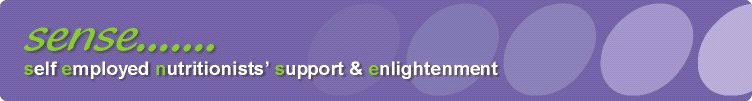 sense.......
self employed nutritionists' support & enlightenment